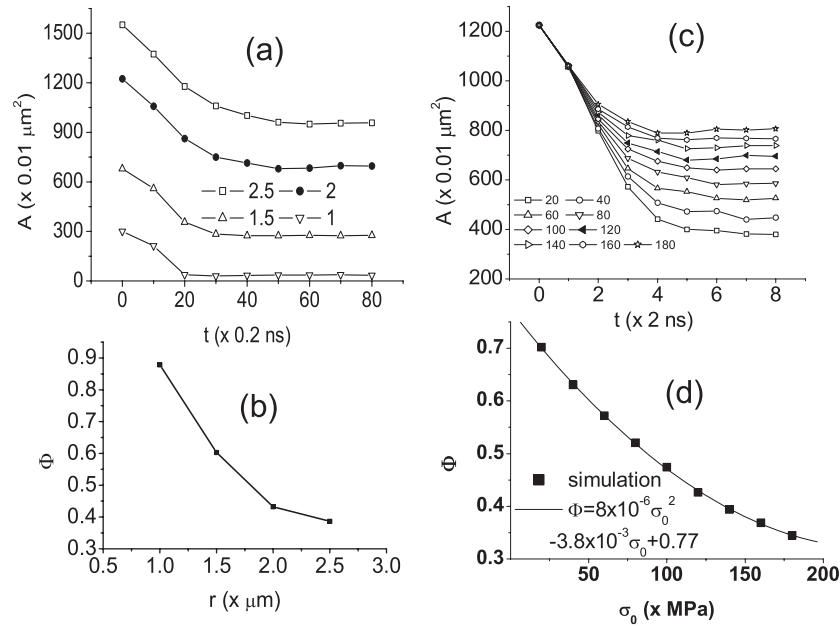 (a)
A (x 0.01 μm²)
1500
1200
900
600
300
0
2.5 2
1.5 1
0 20 40 60 80
t (x 0.2 ns)
(c)
A (x 0.01 μm²)
1200
1000
800
600
400
200
20 40
60 80
100 120
140 160 180
0 2 4 6 8
t (x 2 ns)
(b)
Φ
0.9
0.8
0.7
0.6
0.5
0.4
0.3
0.5 1.0 1.5 2.0 2.5 3.0
r (x μm)
(d)
Φ
0.7
0.6
0.5
0.4
0.3
simulation
Φ=8x10⁻⁶σ₀²
-3.8x10⁻³σ₀+0.77
50 100 150 200
σ₀ (x MPa)